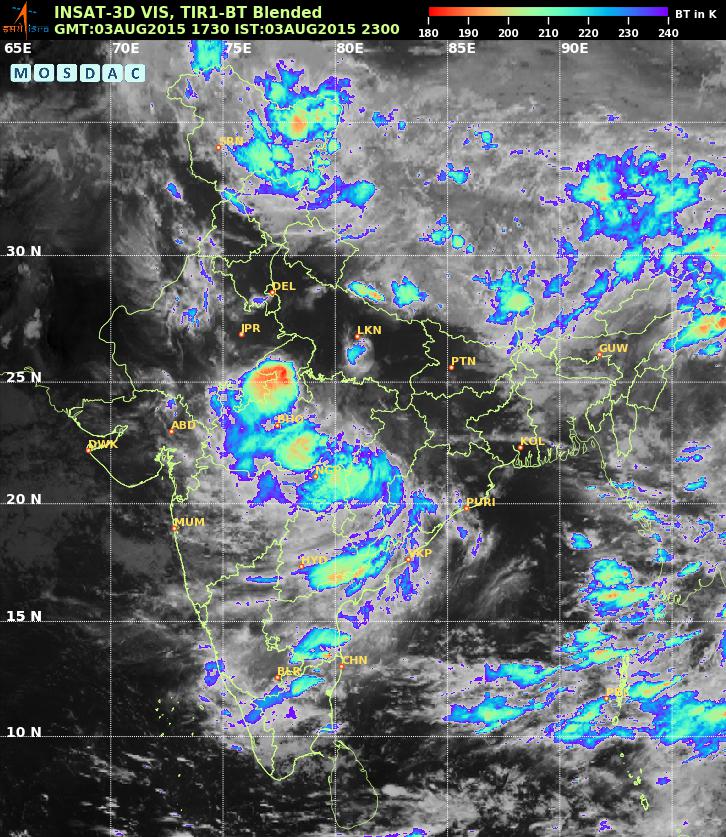 INSAT-3D VIS, TIR1-BT Blended
GMT:03AUG2015 1730 IST:03AUG2015 2300
BT in K
180 190 200 210 220 230 240
65E 70E 75E 80E 85E 90E
MOSDAC
SRN
30 N
DEL
JPR LKN
GUW
PTN
25 N
BHO
ABD
DWK KOL
NGP
20 N
PURI
MUM
VKP
HYD
15 N
CHN
BLR
10 N